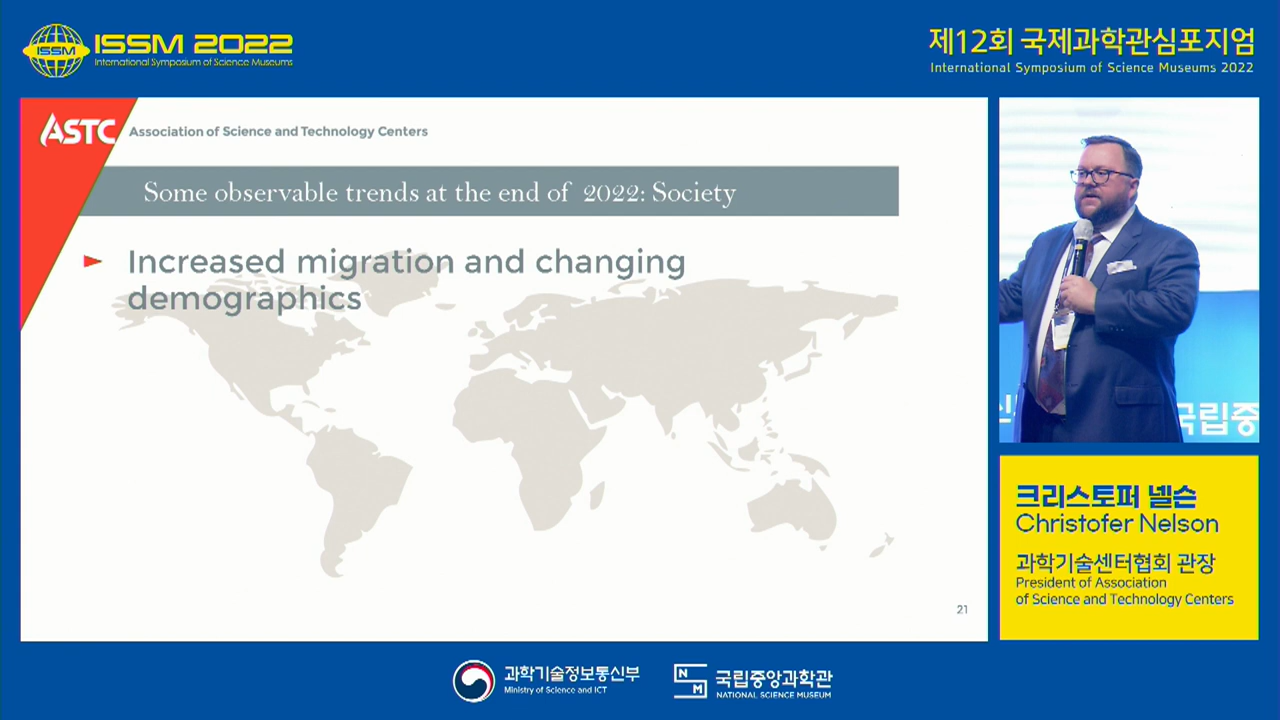 ISSM
ISSM 2022
International Symposium of Science Museums
제12회 국제과학관심포지엄
International Symposium of Science Museums 2022
ASTC
Association of Science and Technology Centers
Some observable trends at the end of 2022: Society
Increased migration and changing
demographics
21
국립중
크리스토퍼 넬슨
Christofer Nelson
과학기술센터협회 관장
President of Association
of Science and Technology Centers
과학기술정보통신부
Ministry of Science and ICT
NSM
국립중앙과학관
NATIONAL SCIENCE MUSEUM